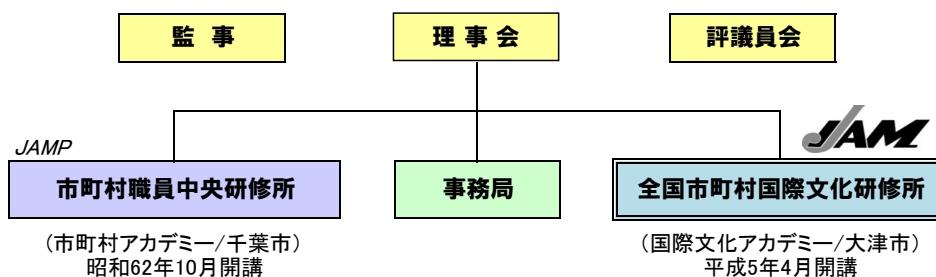 監 事
理 事 会
評議員会
JAMP
JAM
市町村職員中央研修所
事務局
全国市町村国際文化研修所
（市町村アカデミー/千葉市）
昭和62年10月開講
（国際文化アカデミー/大津市）
平成5年4月開講